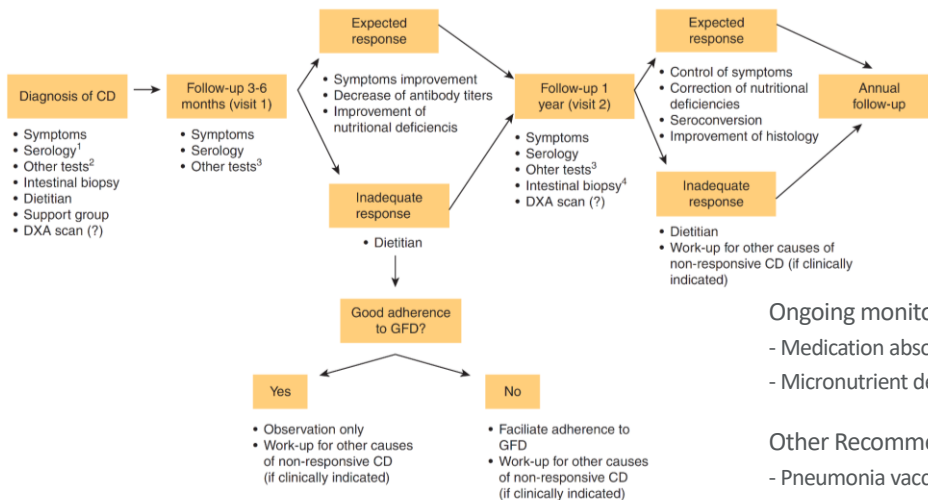 Diagnosis of CD
• Symptoms
• Serology1
• Other tests2
• Intestinal biopsy
• Dietitian
• Support group
• DXA scan (?)
Follow-up 3-6
months (visit 1)
• Symptoms
• Serology
• Other tests3
Expected
response
• Symptoms improvement
• Decrease of antibody titers
• Improvement of
nutritional deficiencis
Inadequate
response
• Dietitian
Good adherence
to GFD?
Yes
• Observation only
• Work-up for other causes
of non-responsive CD
(if clinically indicated)
No
• Faciliate adherence to
GFD
• Work-up for other causes
of non-responsive CD
(if clinically indicated)
Follow-up 1
year (visit 2)
• Symptoms
• Serology
• Ohter tests3
• Intestinal biopsy4
• DXA scan (?)
Expected
response
• Control of symptoms
• Correction of nutritional
deficiencies
• Seroconversion
• Improvement of histology
Inadequate
response
• Dietitian
• Work-up for other causes of
non-responsive CD (if clinically
indicated)
Annual
follow-up
Ongoing
- Medication
- Micronutrient
Other
- Pneumonia